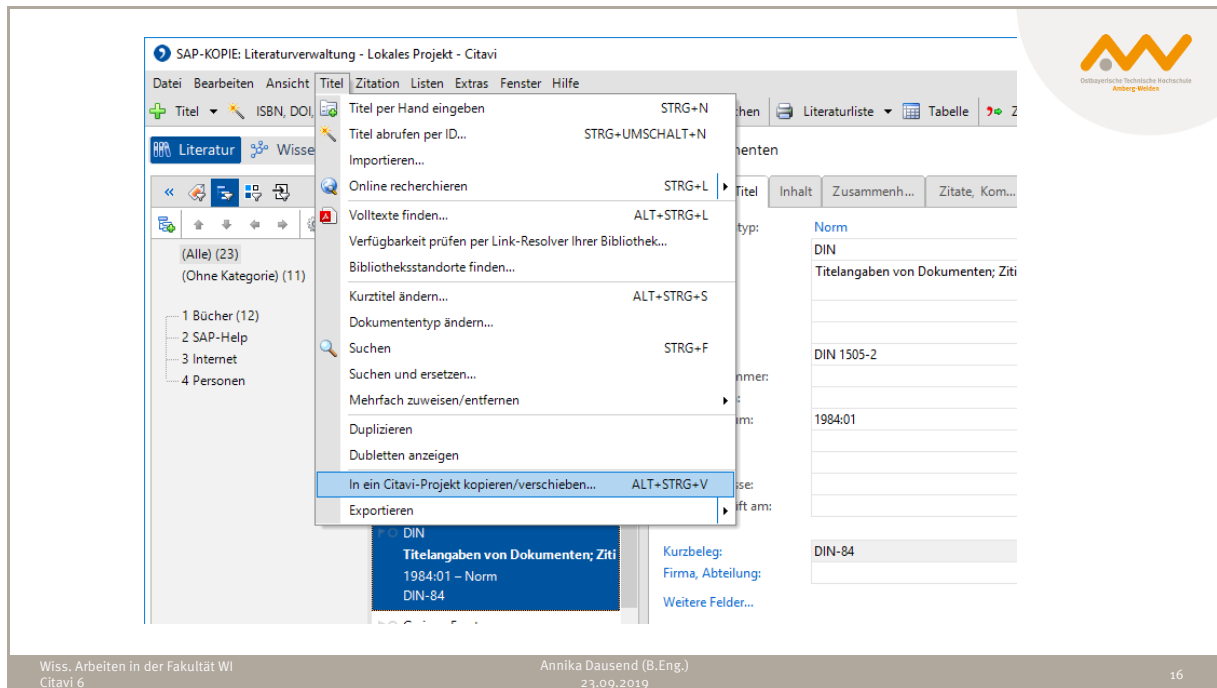 SAP-KOPIE: Literaturverwaltung - Lokales Projekt - Citavi
Datei Bearbeiten Ansicht Titel Zitation Listen Extras Fenster Hilfe
Titel ISBN, DOI, Literaturliste Tabelle
Literatur
Titel per Hand eingeben STRG+N
Titel abrufen per ID... STRG+UMSCHALT+N
Importieren...
Online recherchieren STRG+L
Volltexte finden... ALT+STRG+L
Verfügbarkeit prüfen per Link-Resolver Ihrer Bibliothek...
Bibliotheksstandorte finden...
Kurztitel ändern... ALT+STRG+S
Dokumententyp ändern...
Suchen STRG+F
Suchen und ersetzen...
Mehrfach zuweisen/entfernen
Duplizieren
Dubletten anzeigen
In ein Citavi-Projekt kopieren/verschieben... ALT+STRG+V
Exportieren
(Alle) (23)
(Ohne Kategorie) (11)
1 Bücher (12)
2 SAP-Help
3 Internet
4 Personen
DIN
Titelangaben von Dokumenten; Ziti
1984:01 – Norm
DIN-84
Titel Inhalt Zusammenh... Zitate, Kom...
typ: Norm
DIN
Titelangaben von Dokumenten; Ziti
DIN 1505-2
1984:01
Kurzbeleg: DIN-84
Firma, Abteilung:
Weitere Felder...
Ostbayerische Technische Hochschule
Amberg-Weiden
Wiss. Arbeiten in der Fakultät WI
Citavi 6
Annika Dausend (B.Eng.)
23.09.2019
16